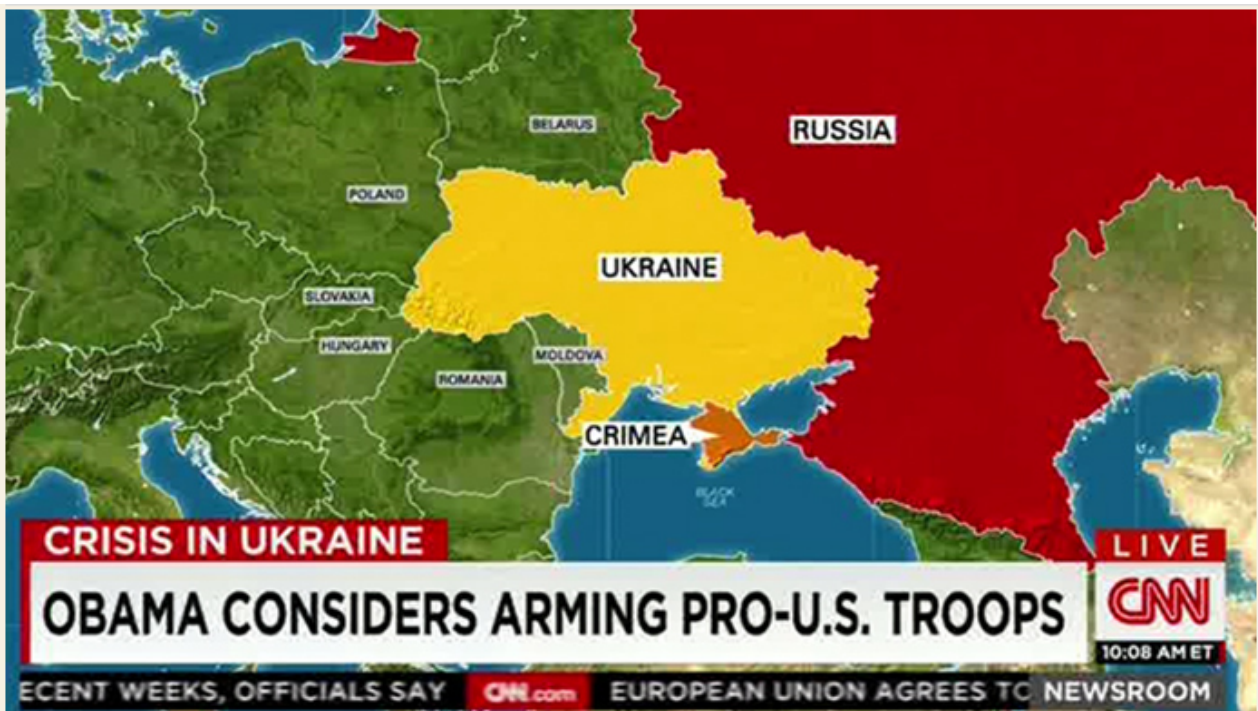 RUSSIA
BELARUS
POLAND
UKRAINE
SLOVAKIA
HUNGARY
MOLDOVA
ROMANIA
CRIMEA
BLACK
SEA
CRISIS IN UKRAINE
LIVE
OBAMA CONSIDERS ARMING PRO-U.S. TROOPS
CNN
10:08 AM ET
ECENT WEEKS, OFFICIALS SAY CNN.com EUROPEAN UNION AGREES TO NEWSROOM